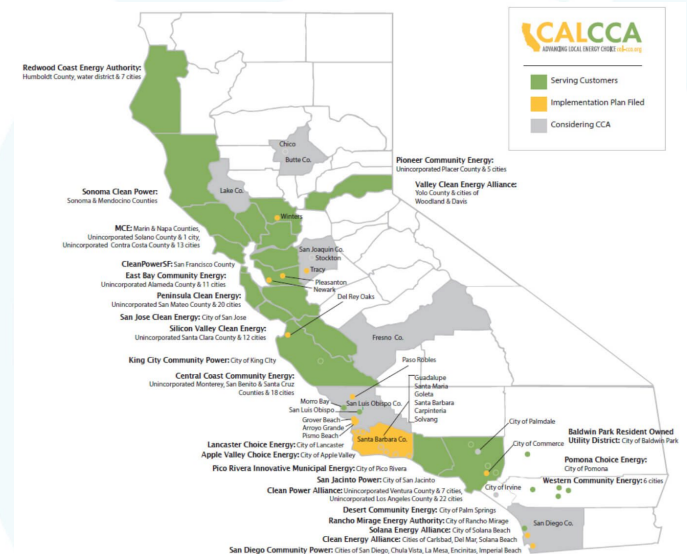 CALCCA
ADVANCING LOCAL ENERGY CHOICE cal-cca.org
Serving Customers
Implementation Plan Filed
Considering CCA
Redwood Coast Energy Authority:
Humboldt County, water district & 7 cities
Chico
Butte Co.
Pioneer Community Energy:
Unincorporated Placer County & 5 cities
Valley Clean Energy Alliance:
Yolo County & cities of
Woodland & Davis
Lake Co.
Sonoma Clean Power:
Sonoma & Mendocino Counties
Winters
MCE: Marin & Napa Counties,
Unincorporated Solano County & 1 city,
Unincorporated Contra Costa County & 13 cities
San Joaquin Co.
Stockton
CleanPowerSF: San Francisco County
Tracy
East Bay Community Energy:
Unincorporated Alameda County & 11 cities
Pleasanton
Newark
Peninsula Clean Energy:
Unincorporated San Mateo County & 20 cities
Del Rey Oaks
San Jose Clean Energy: City of San Jose
Silicon Valley Clean Energy:
Unincorporated Santa Clara County & 12 cities
Fresno Co.
King City Community Power: City of King City
Paso Robles
Central Coast Community Energy:
Unincorporated Monterey, San Benito & Santa Cruz
Counties & 18 cities
Guadalupe
Santa Maria
Goleta
Santa Barbara
Carpinteria
Solvang
Morro Bay
San Luis Obispo
San Luis Obispo Co.
Grover Beach
Arroyo Grande
Pismo Beach
Santa Barbara Co.
City of Palmdale
City of Commerce
Baldwin Park Resident Owned
Utility District: City of Baldwin Park
Lancaster Choice Energy: City of Lancaster
Apple Valley Choice Energy: City of Apple Valley
Pomona Choice Energy:
City of Pomona
Pico Rivera Innovative Municipal Energy: City of Pico Rivera
San Jacinto Power: City of San Jacinto
City of Irvine
Western Community Energy: 6 cities
Clean Power Alliance: Unincorporated Ventura County & 7 cities,
Unincorporated Los Angeles County & 22 cities
Desert Community Energy: City of Palm Springs
Rancho Mirage Energy Authority: City of Rancho Mirage
Solana Energy Alliance: City of Solana Beach
San Diego Co.
Clean Energy Alliance: Cities of Carlsbad, Del Mar, Solana Beach
San Diego Community Power: Cities of San Diego, Chula Vista, La Mesa, Encinitas, Imperial Beach